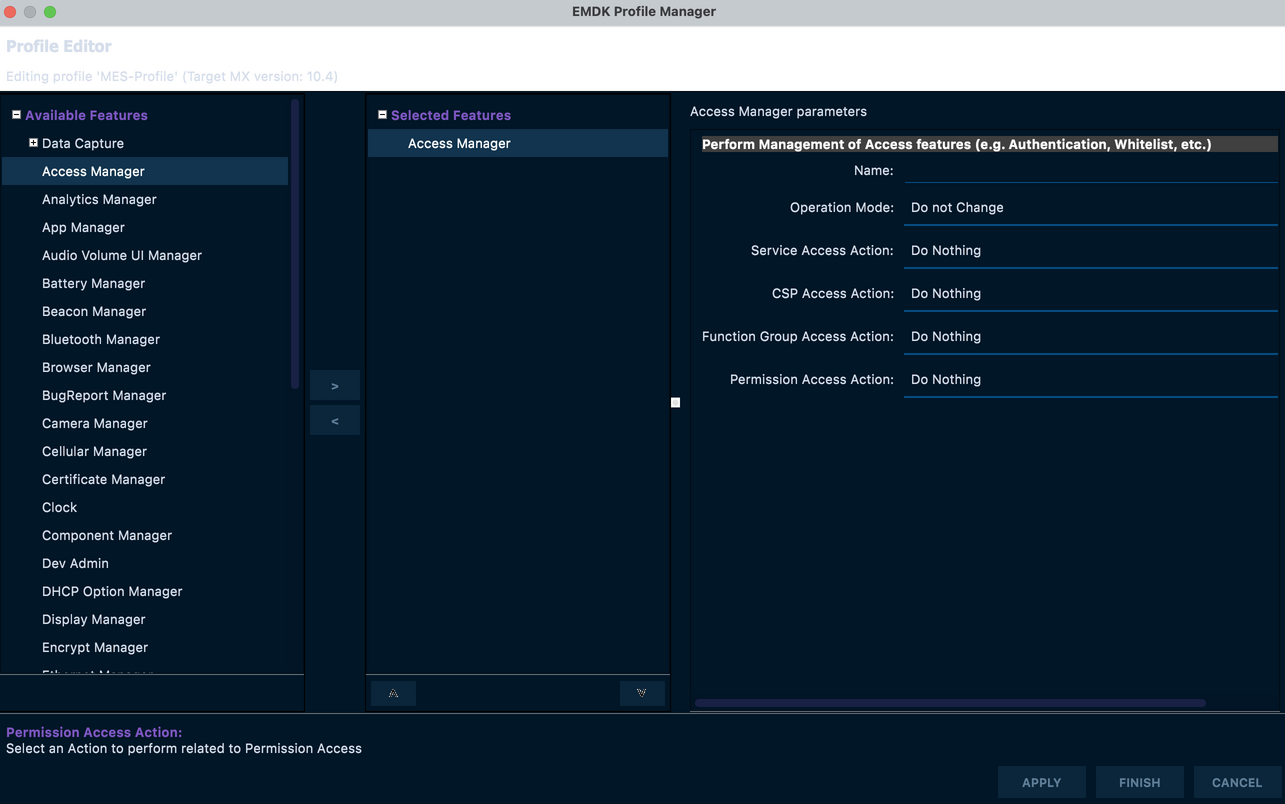 EMDK Profile Manager
Profile Editor
Editing profile 'MES-Profile' (Target MX version: 10.4)
Available Features
Data Capture
Access Manager
Analytics Manager
App Manager
Audio Volume UI Manager
Battery Manager
Beacon Manager
Bluetooth Manager
Browser Manager
BugReport Manager
Camera Manager
Cellular Manager
Certificate Manager
Clock
Component Manager
Dev Admin
DHCP Option Manager
Display Manager
Encrypt Manager
>
<
Selected Features
Access Manager
Access Manager parameters
Perform Management of Access features (e.g. Authentication, Whitelist, etc.)
Name:
Operation Mode: Do not Change
Service Access Action: Do Nothing
CSP Access Action: Do Nothing
Function Group Access Action: Do Nothing
Permission Access Action: Do Nothing
Permission Access Action:
Select an Action to perform related to Permission Access
APPLY FINISH CANCEL